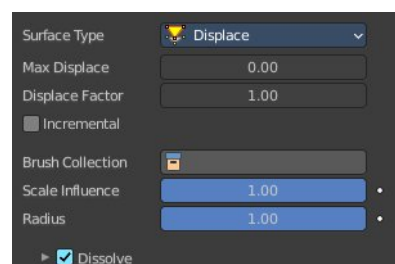 Surface Type Displace
Max Displace 0.00
Displace Factor 1.00
Incremental
Brush Collection
Scale Influence 1.00
Radius 1.00
Dissolve